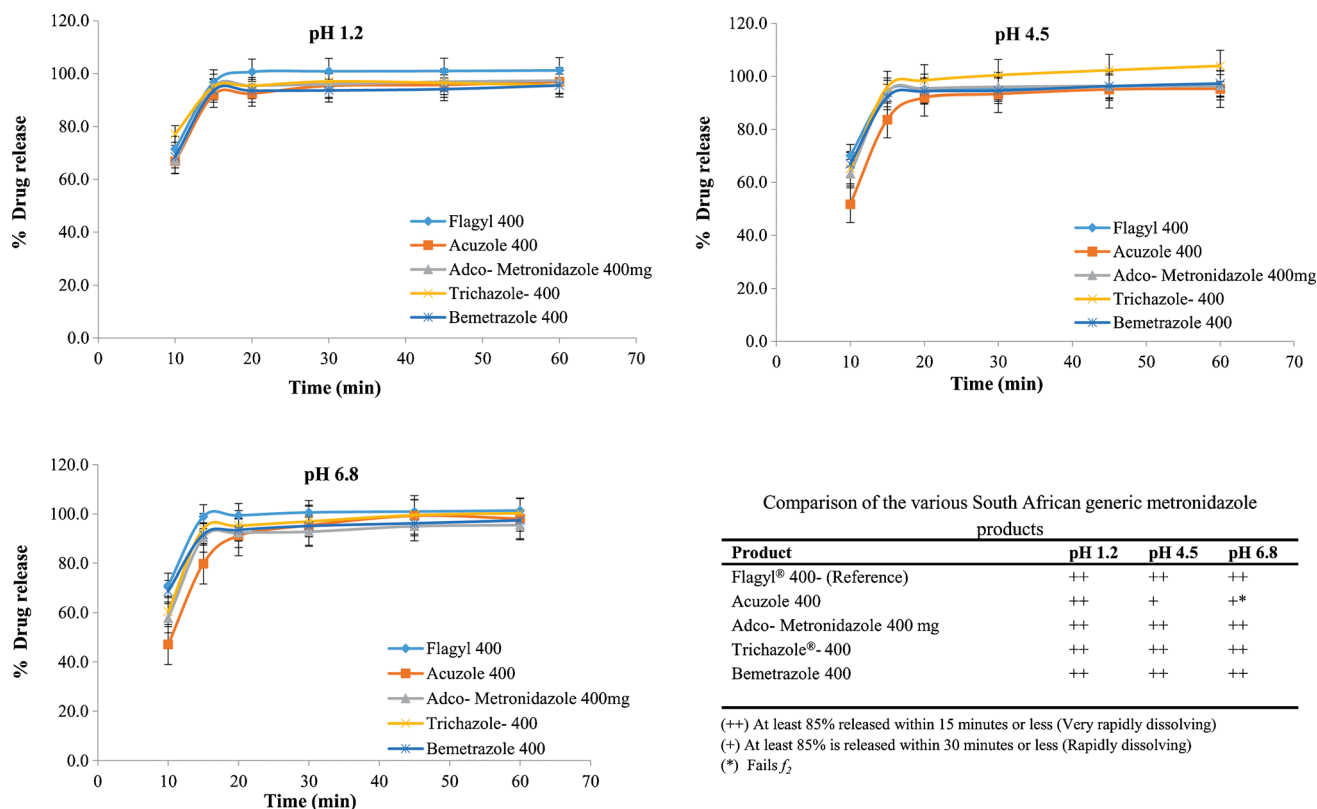 pH 1.2
% Drug release
120.0
100.0
80.0
60.0
40.0
20.0
0.0
0 10 20 30 40 50 60 70
Time (min)
Flagyl 400
Acuzole 400
Adco- Metronidazole 400mg
Trichazole- 400
Bemetrazole 400
pH 4.5
% Drug release
120.0
100.0
80.0
60.0
40.0
20.0
0.0
0 10 20 30 40 50 60 70
Time (min)
Flagyl 400
Acuzole 400
Adco- Metronidazole 400mg
Trichazole- 400
Bemetrazole 400
pH 6.8
% Drug release
120.0
100.0
80.0
60.0
40.0
20.0
0.0
0 10 20 30 40 50 60 70
Time (min)
Flagyl 400
Acuzole 400
Adco- Metronidazole 400mg
Trichazole- 400
Bemetrazole 400
Comparison of the various South African generic metronidazole
products
Product pH 1.2 pH 4.5 pH 6.8
Flagyl® 400- (Reference) ++ ++ ++
Acuzole 400 ++ + +*
Adco- Metronidazole 400 mg ++ ++ ++
Trichazole®- 400 ++ ++ ++
Bemetrazole 400 ++ ++ ++
(++) At least 85% released within 15 minutes or less (Very rapidly dissolving)
(+) At least 85% is released within 30 minutes or less (Rapidly dissolving)
(*) Fails f2